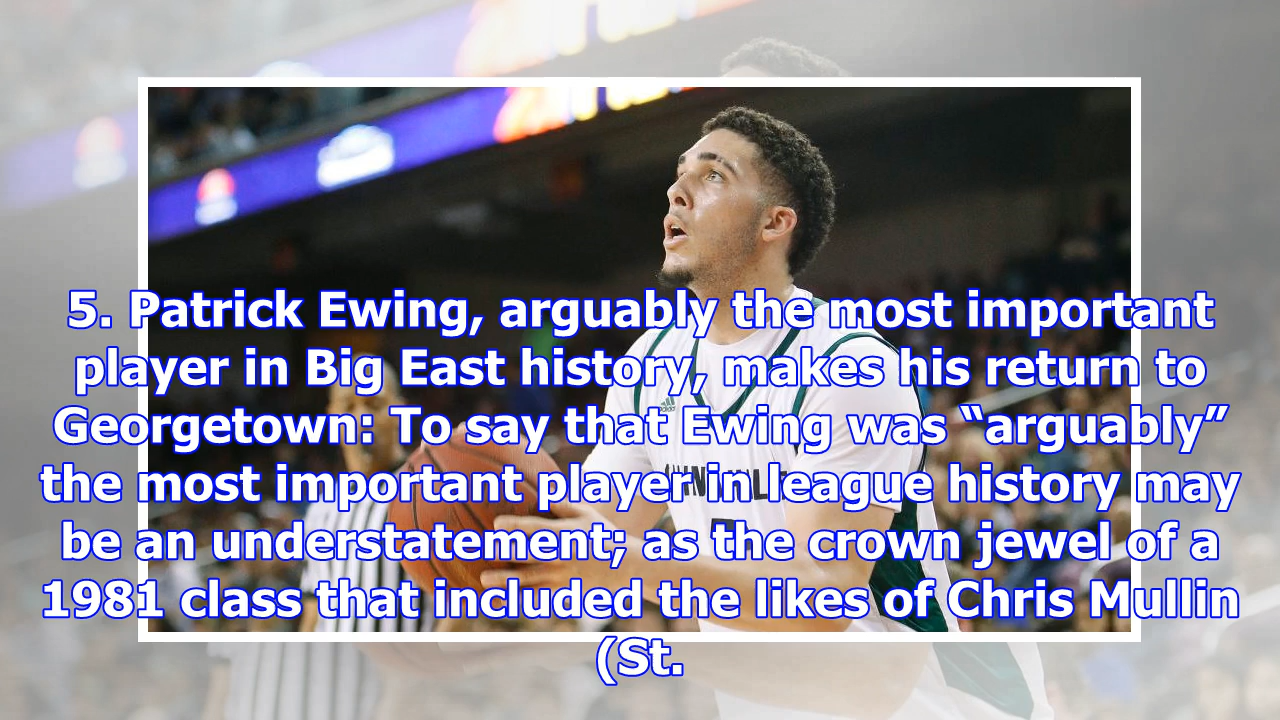 5. Patrick Ewing, arguably the most important
player in Big East history, makes his return to
Georgetown: To say that Ewing was “arguably”
the most important player in league history may
be an understatement; as the crown jewel of a
1981 class that included the likes of Chris Mullin
(St.